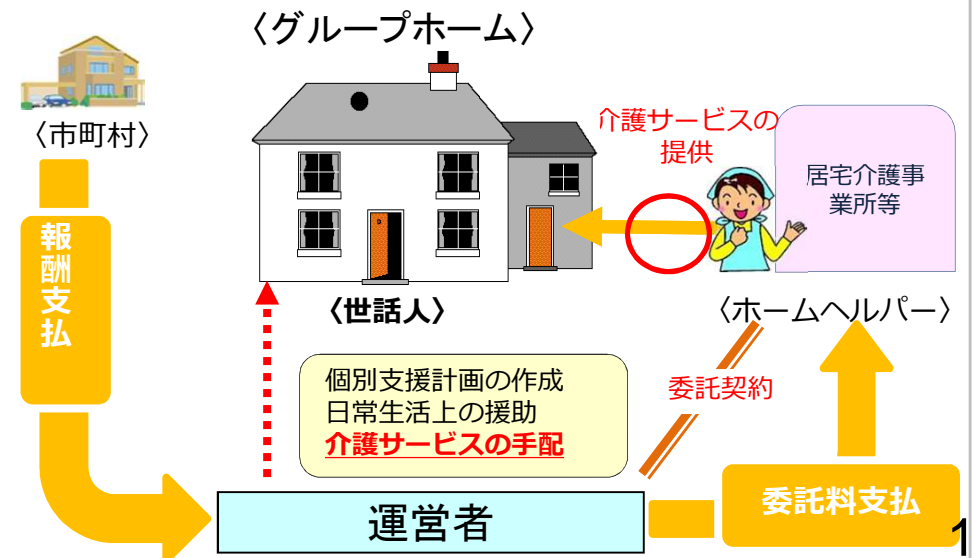 〈グループホーム〉
〈市町村〉
介護サービスの
提供
居宅介護事
業所等
報酬支払
〈世話人〉
〈ホームヘルパー〉
個別支援計画の作成
日常生活上の援助
介護サービスの手配
委託契約
運営者
委託料支払
1